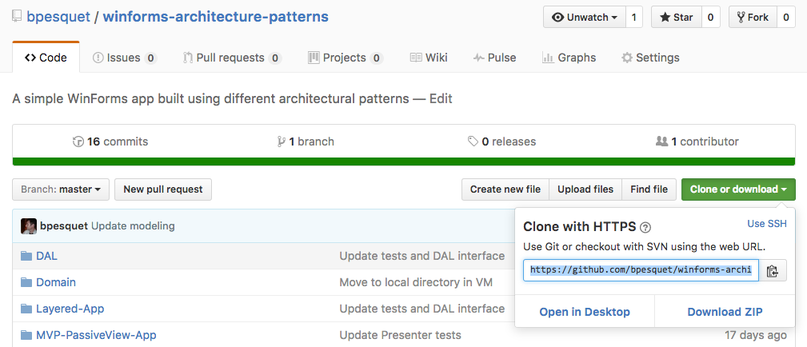 bpesquet / winforms-architecture-patterns
Unwatch 1 Star 0 Fork 0
Code Issues 0 Pull requests 0 Projects 0 Wiki Pulse Graphs Settings
A simple WinForms app built using different architectural patterns — Edit
16 commits 1 branch 0 releases 1 contributor
Branch: master New pull request Create new file Upload files Find file Clone or download
bpesquet Update modeling
Clone with HTTPS ? Use SSH
Use Git or checkout with SVN using the web URL.
https://github.com/bpesquet/winforms-archi
Open in Desktop Download ZIP
DAL Update tests and DAL interface
Domain Move to local directory in VM
Layered-App Update tests and DAL interface
MVP-PassiveView-App Update Presenter tests 17 days ago